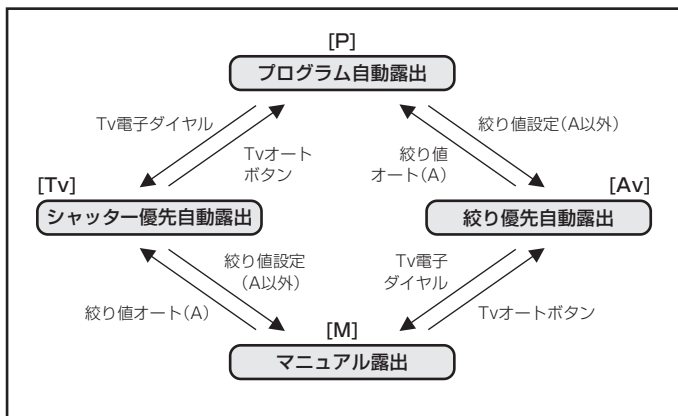 [P]
プログラム自動露出
Tv電子ダイヤル
Tvオート
ボタン
絞り値
オート(A)
絞り値設定(A以外)
[Tv]
シャッター優先自動露出
[Av]
絞り優先自動露出
絞り値設定
(A以外)
絞り値オート(A)
Tv電子
ダイヤル
Tvオートボタン
[M]
マニュアル露出